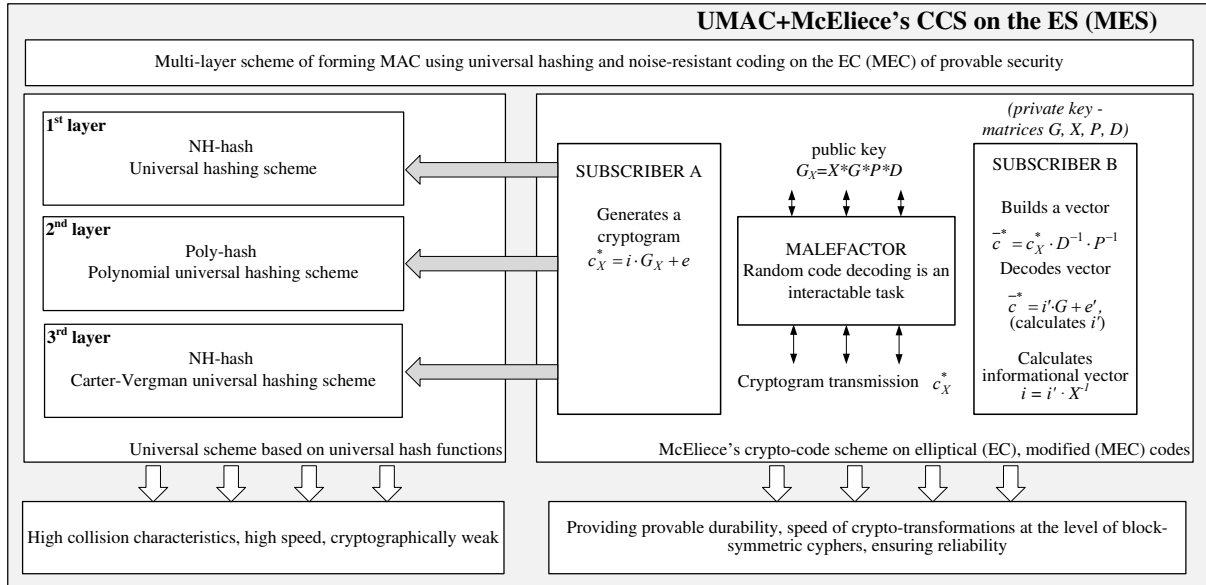 UMAC+McEliece's CCS on the ES (MES)
Multi-layer scheme of forming MAC using universal hashing and noise-resistant coding on the EC (MEC) of provable security
1st layer
NH-hash
Universal hashing scheme
2nd layer
Poly-hash
Polynomial universal hashing scheme
3rd layer
NH-hash
Carter-Vergman universal hashing scheme
Universal scheme based on universal hash functions
SUBSCRIBER A
Generates a
cryptogram
c*_X = i · G_X + e
public key
G_X=X*G*P*D
MALEFACTOR
Random code decoding is an
interactable task
Cryptogram transmission c*_X
(private key -
matrices G, X, P, D)
SUBSCRIBER B
Builds a vector
c̄* = c*_X · D⁻¹ · P⁻¹
Decodes vector
c̄* = i′·G + e′,
(calculates i′)
Calculates
informational vector
i = i′ · X⁻¹
McEliece's crypto-code scheme on elliptical (EC), modified (MEC) codes
High collision characteristics, high speed, cryptographically weak
Providing provable durability, speed of crypto-transformations at the level of block-
symmetric cyphers, ensuring reliability